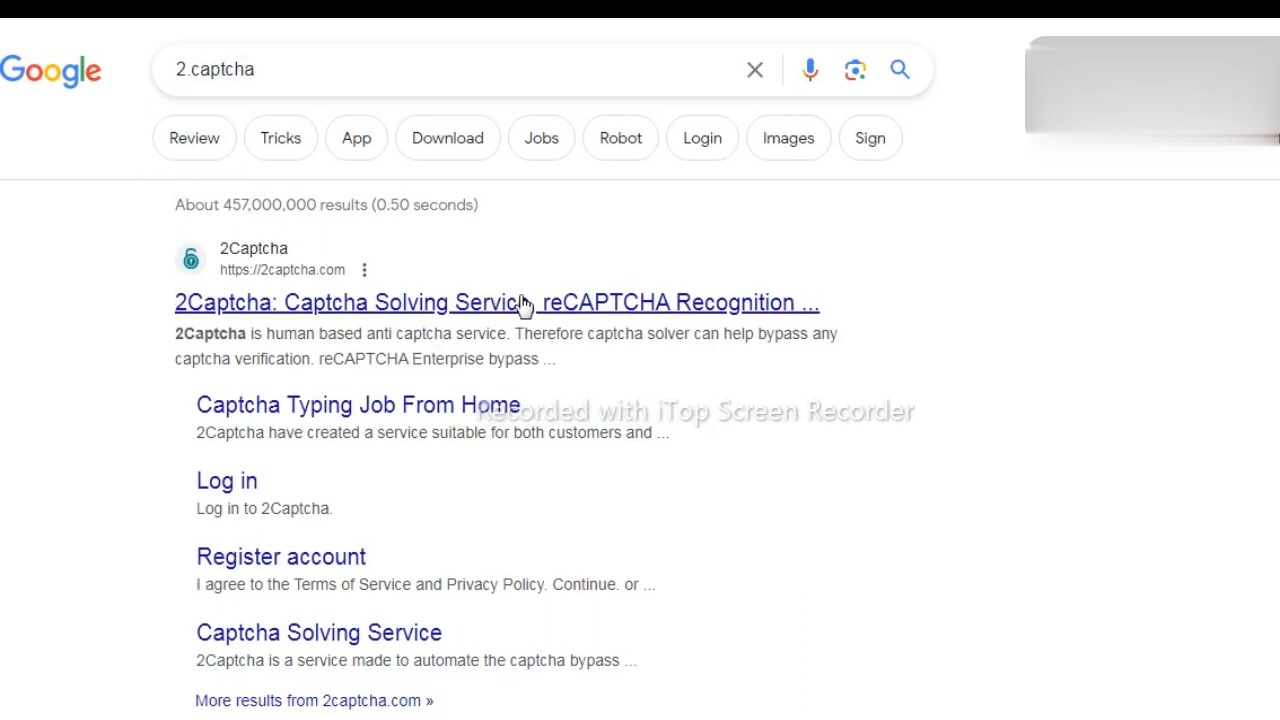 Google
2.captcha
Review Tricks App Download Jobs Robot Login Images Sign
About 457,000,000 results (0.50 seconds)
2Captcha
https://2captcha.com
2Captcha: Captcha Solving Service, reCAPTCHA Recognition ...
2Captcha is human based anti captcha service. Therefore captcha solver can help bypass any
captcha verification. reCAPTCHA Enterprise bypass ...
Captcha Typing Job From Home
Recorded with iTop Screen Recorder
2Captcha have created a service suitable for both customers and ...
Log in
Log in to 2Captcha.
Register account
I agree to the Terms of Service and Privacy Policy. Continue. or ...
Captcha Solving Service
2Captcha is a service made to automate the captcha bypass ...
More results from 2captcha.com »